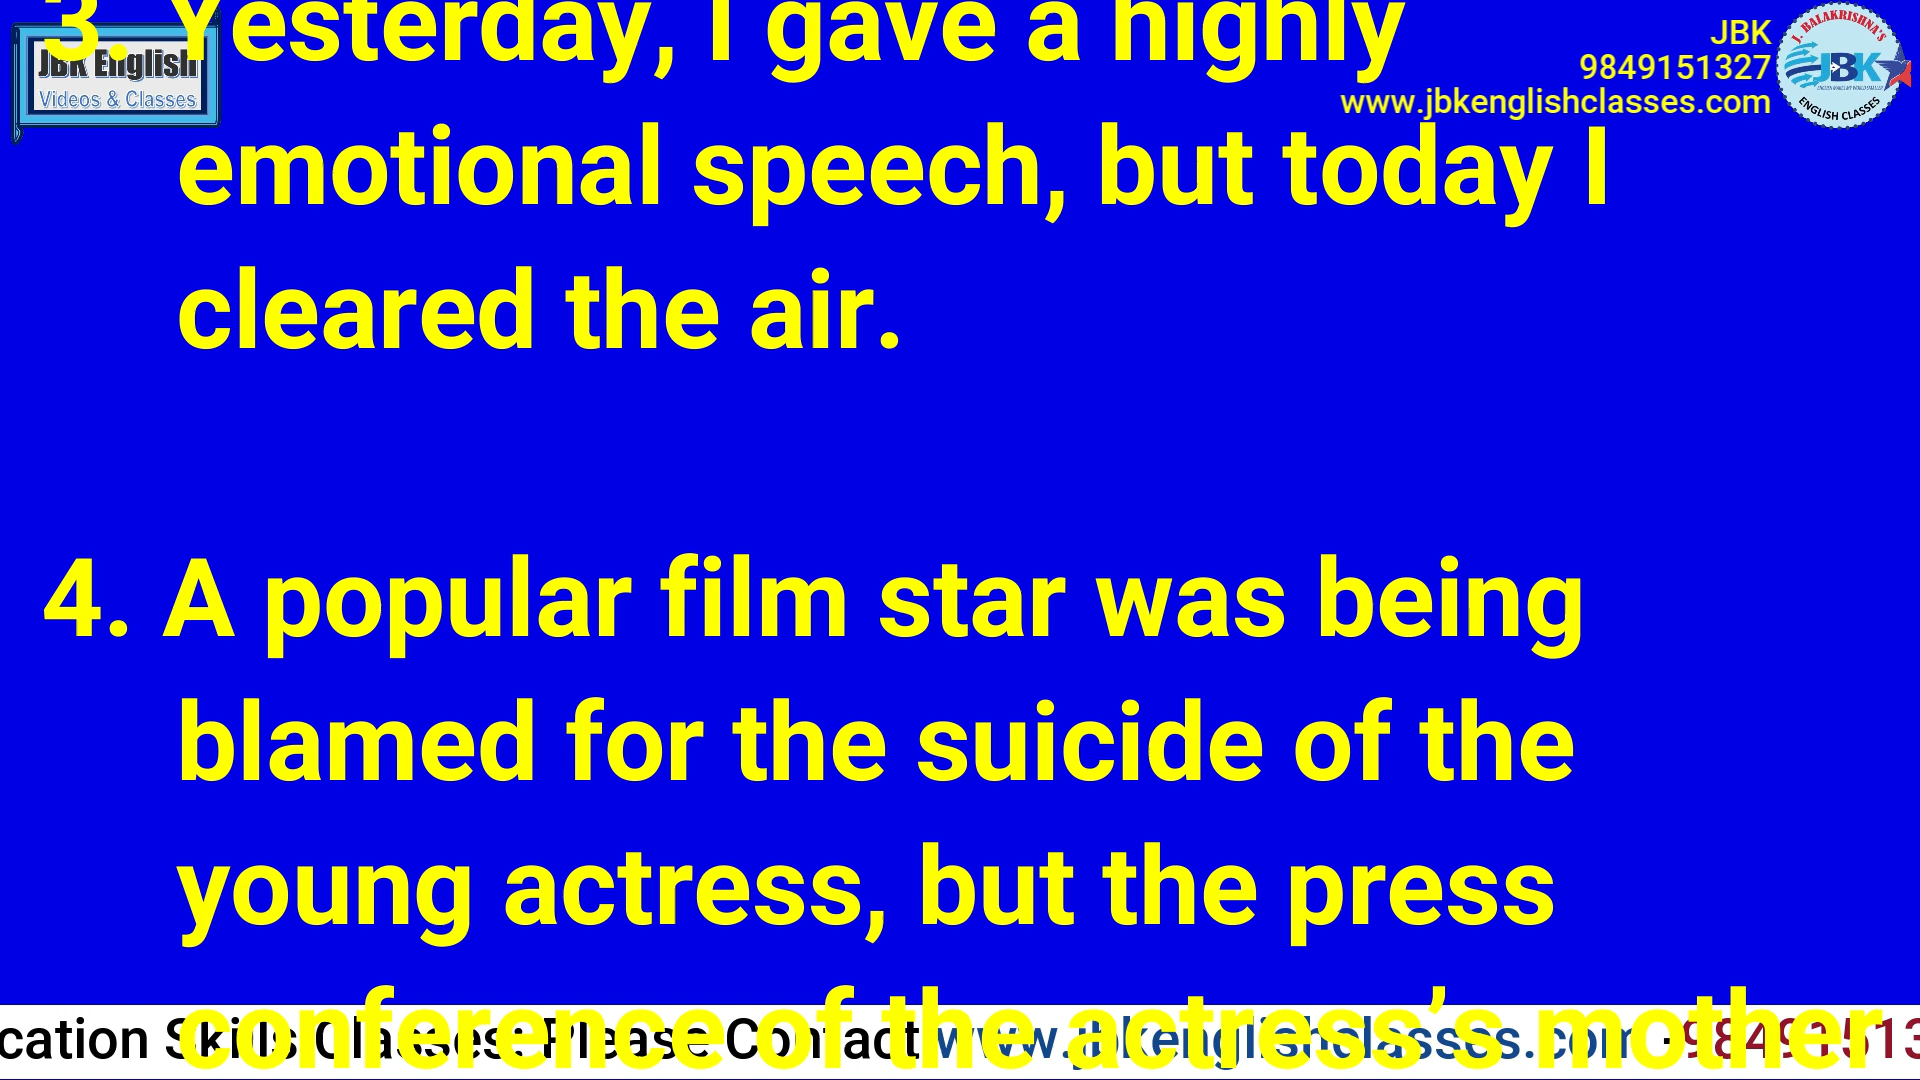 3. Yesterday, I gave a highly
JBK English
Videos & Classes
JBK
9849151327
www.jbkenglishclasses.com
J. BALAKRISHNA'S
JBK
ENGLISH CLASSES
emotional speech, but today I
cleared the air.
4. A popular film star was being
blamed for the suicide of the
young actress, but the press
conference of the actress’s mother
cation Skills Classes, Please Contact www.jbkenglishclasses.com -98491513